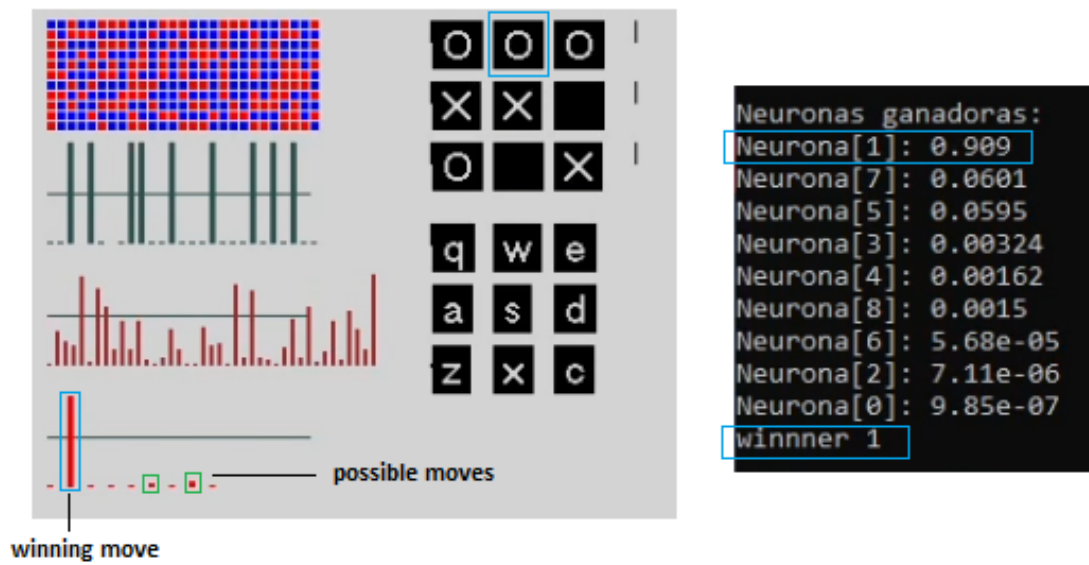 O O O
X X
O X
q w e
a s d
z x c
possible moves
winning move
Neuronas ganadoras:
Neurona[1]: 0.909
Neurona[7]: 0.0601
Neurona[5]: 0.0595
Neurona[3]: 0.00324
Neurona[4]: 0.00162
Neurona[8]: 0.0015
Neurona[6]: 5.68e-05
Neurona[2]: 7.11e-06
Neurona[0]: 9.85e-07
winnner 1